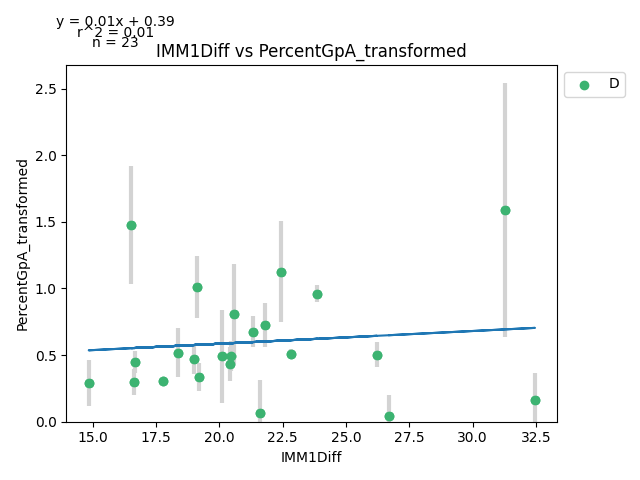 y = 0.01x + 0.39
r^2 = 0.01
n = 23
IMM1Diff vs PercentGpA_transformed
D
PercentGpA_transformed
2.5
2.0
1.5
1.0
0.5
0.0
15.0 17.5 20.0 22.5 25.0 27.5 30.0 32.5
IMM1Diff